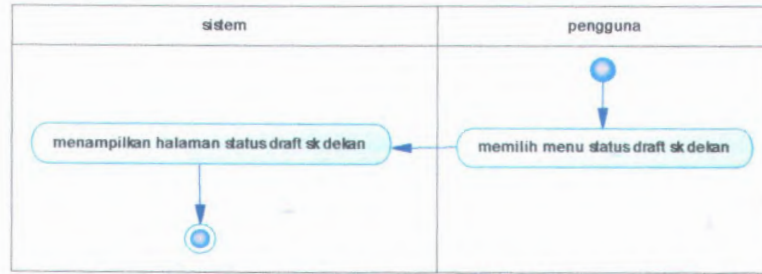 sistem
pengguna
menampilkan halaman status draft sk dekan
memilih menu status draft sk dekan